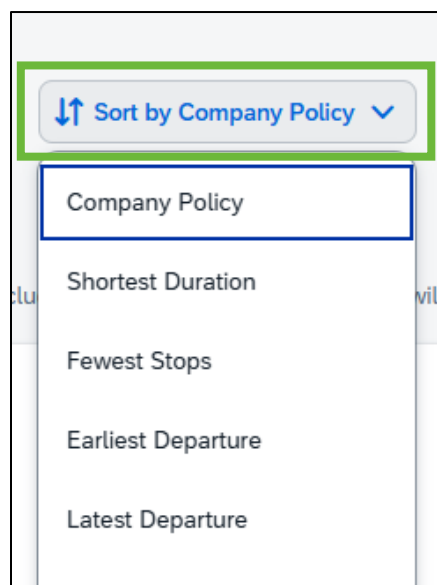 Sort by Company Policy
Company Policy
Shortest Duration
Fewest Stops
Earliest Departure
Latest Departure